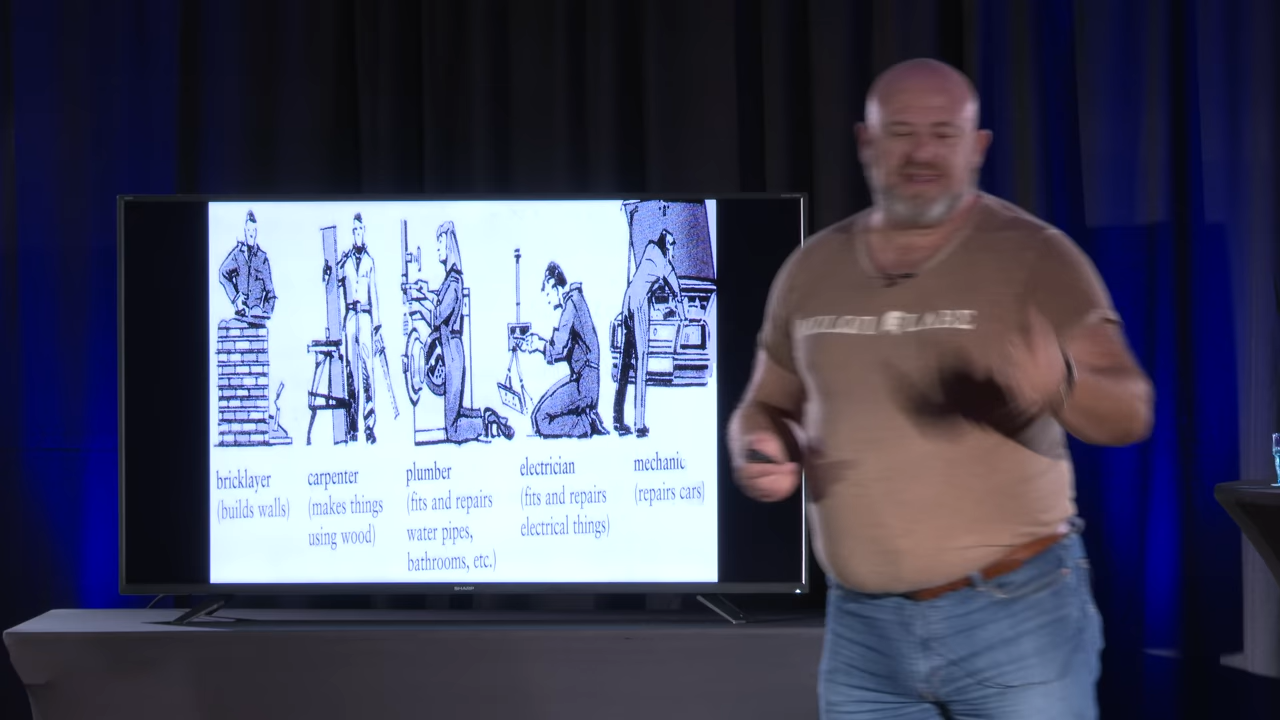 bricklayer
(builds walls)
carpenter
(makes things
using wood)
plumber
(fits and repairs
water pipes,
bathrooms, etc.)
electrician
(fits and repairs
electrical things)
mechanic
(repairs cars)
SHARP